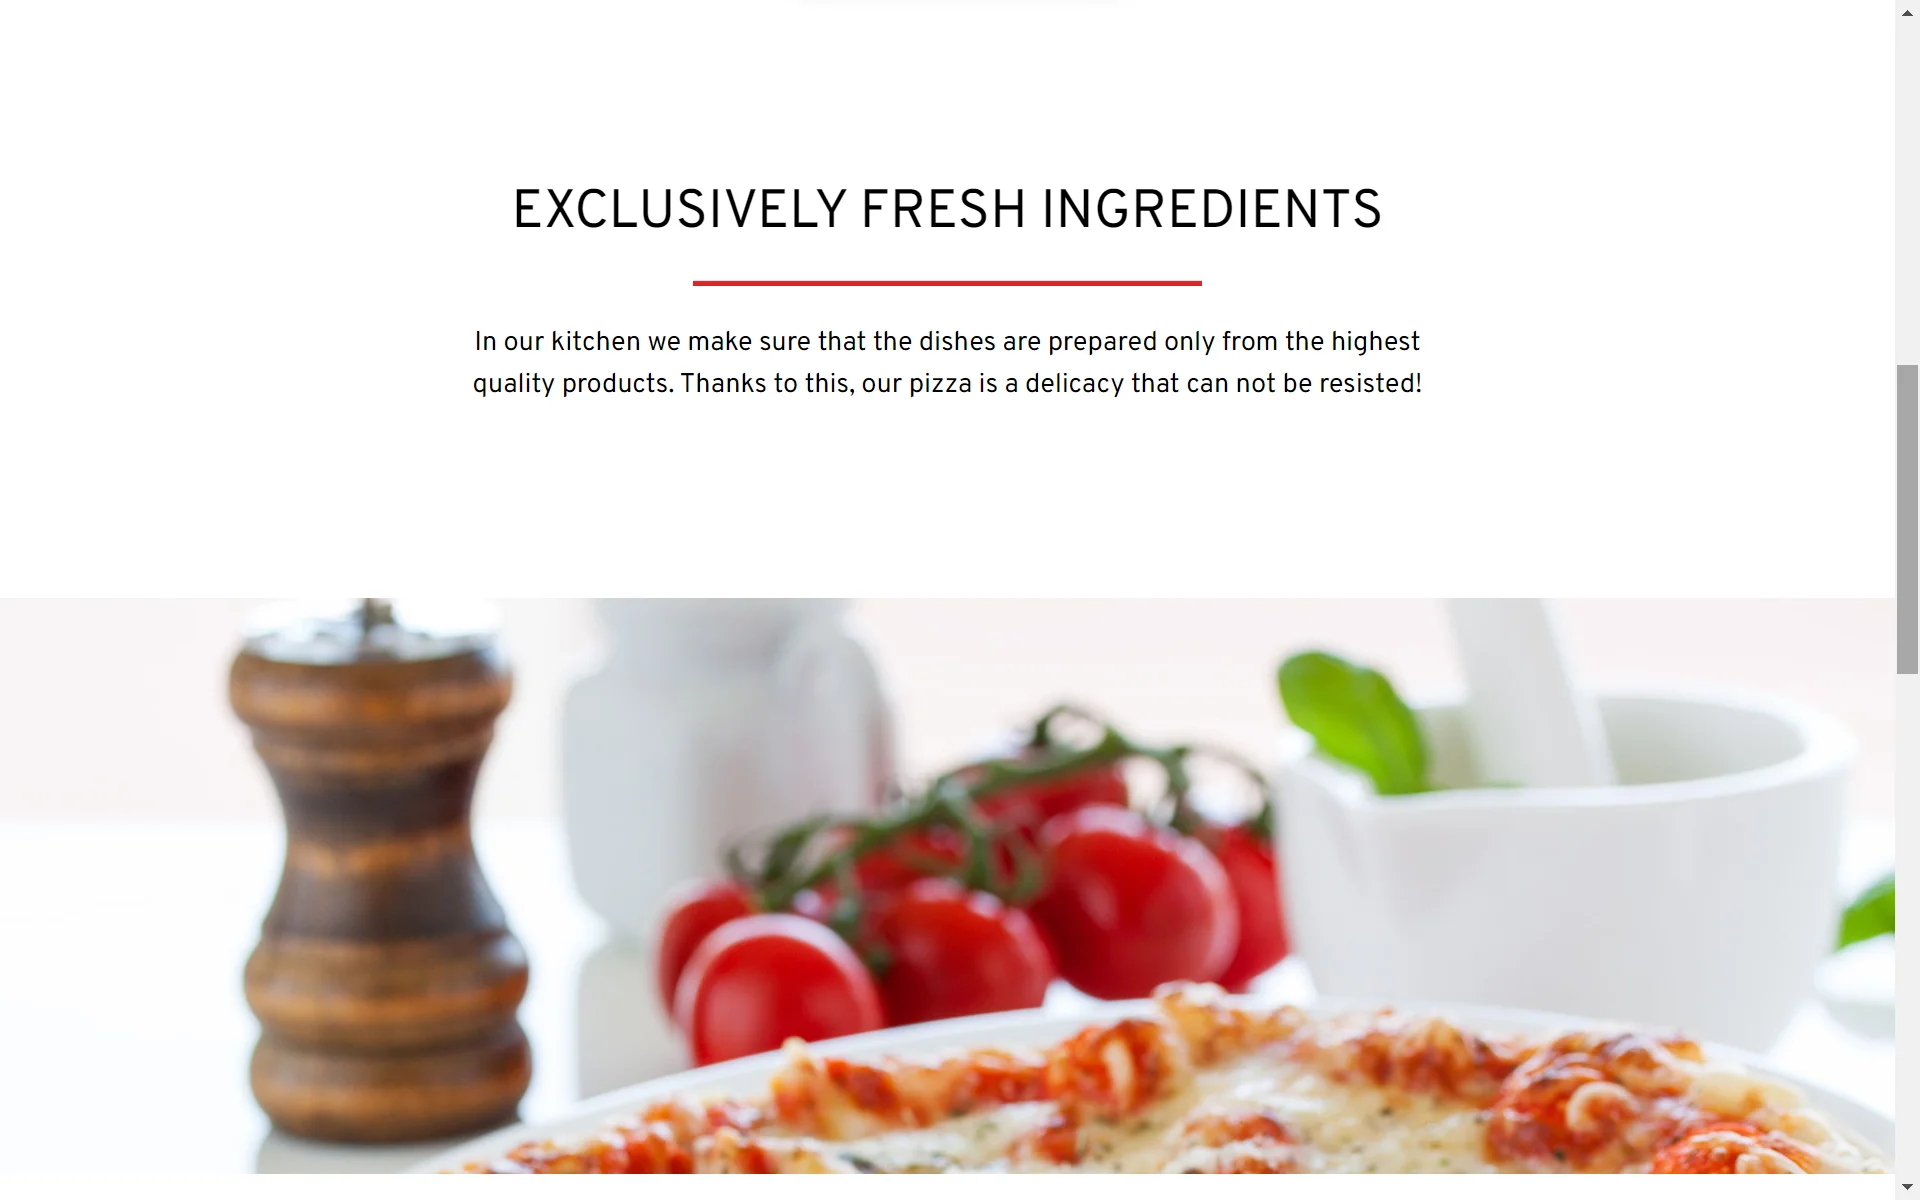 EXCLUSIVELY FRESH INGREDIENTS
In our kitchen we make sure that the dishes are prepared only from the highest
quality products. Thanks to this, our pizza is a delicacy that can not be resisted!